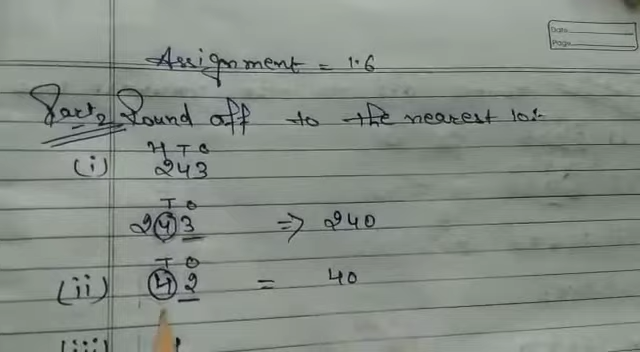 Date
Page
Assignment = 1.6
Part 2 Round off to the nearest 10:-
H T O
(i) 243
T O
243 => 240
T O
(ii) 42 = 40
(iii)